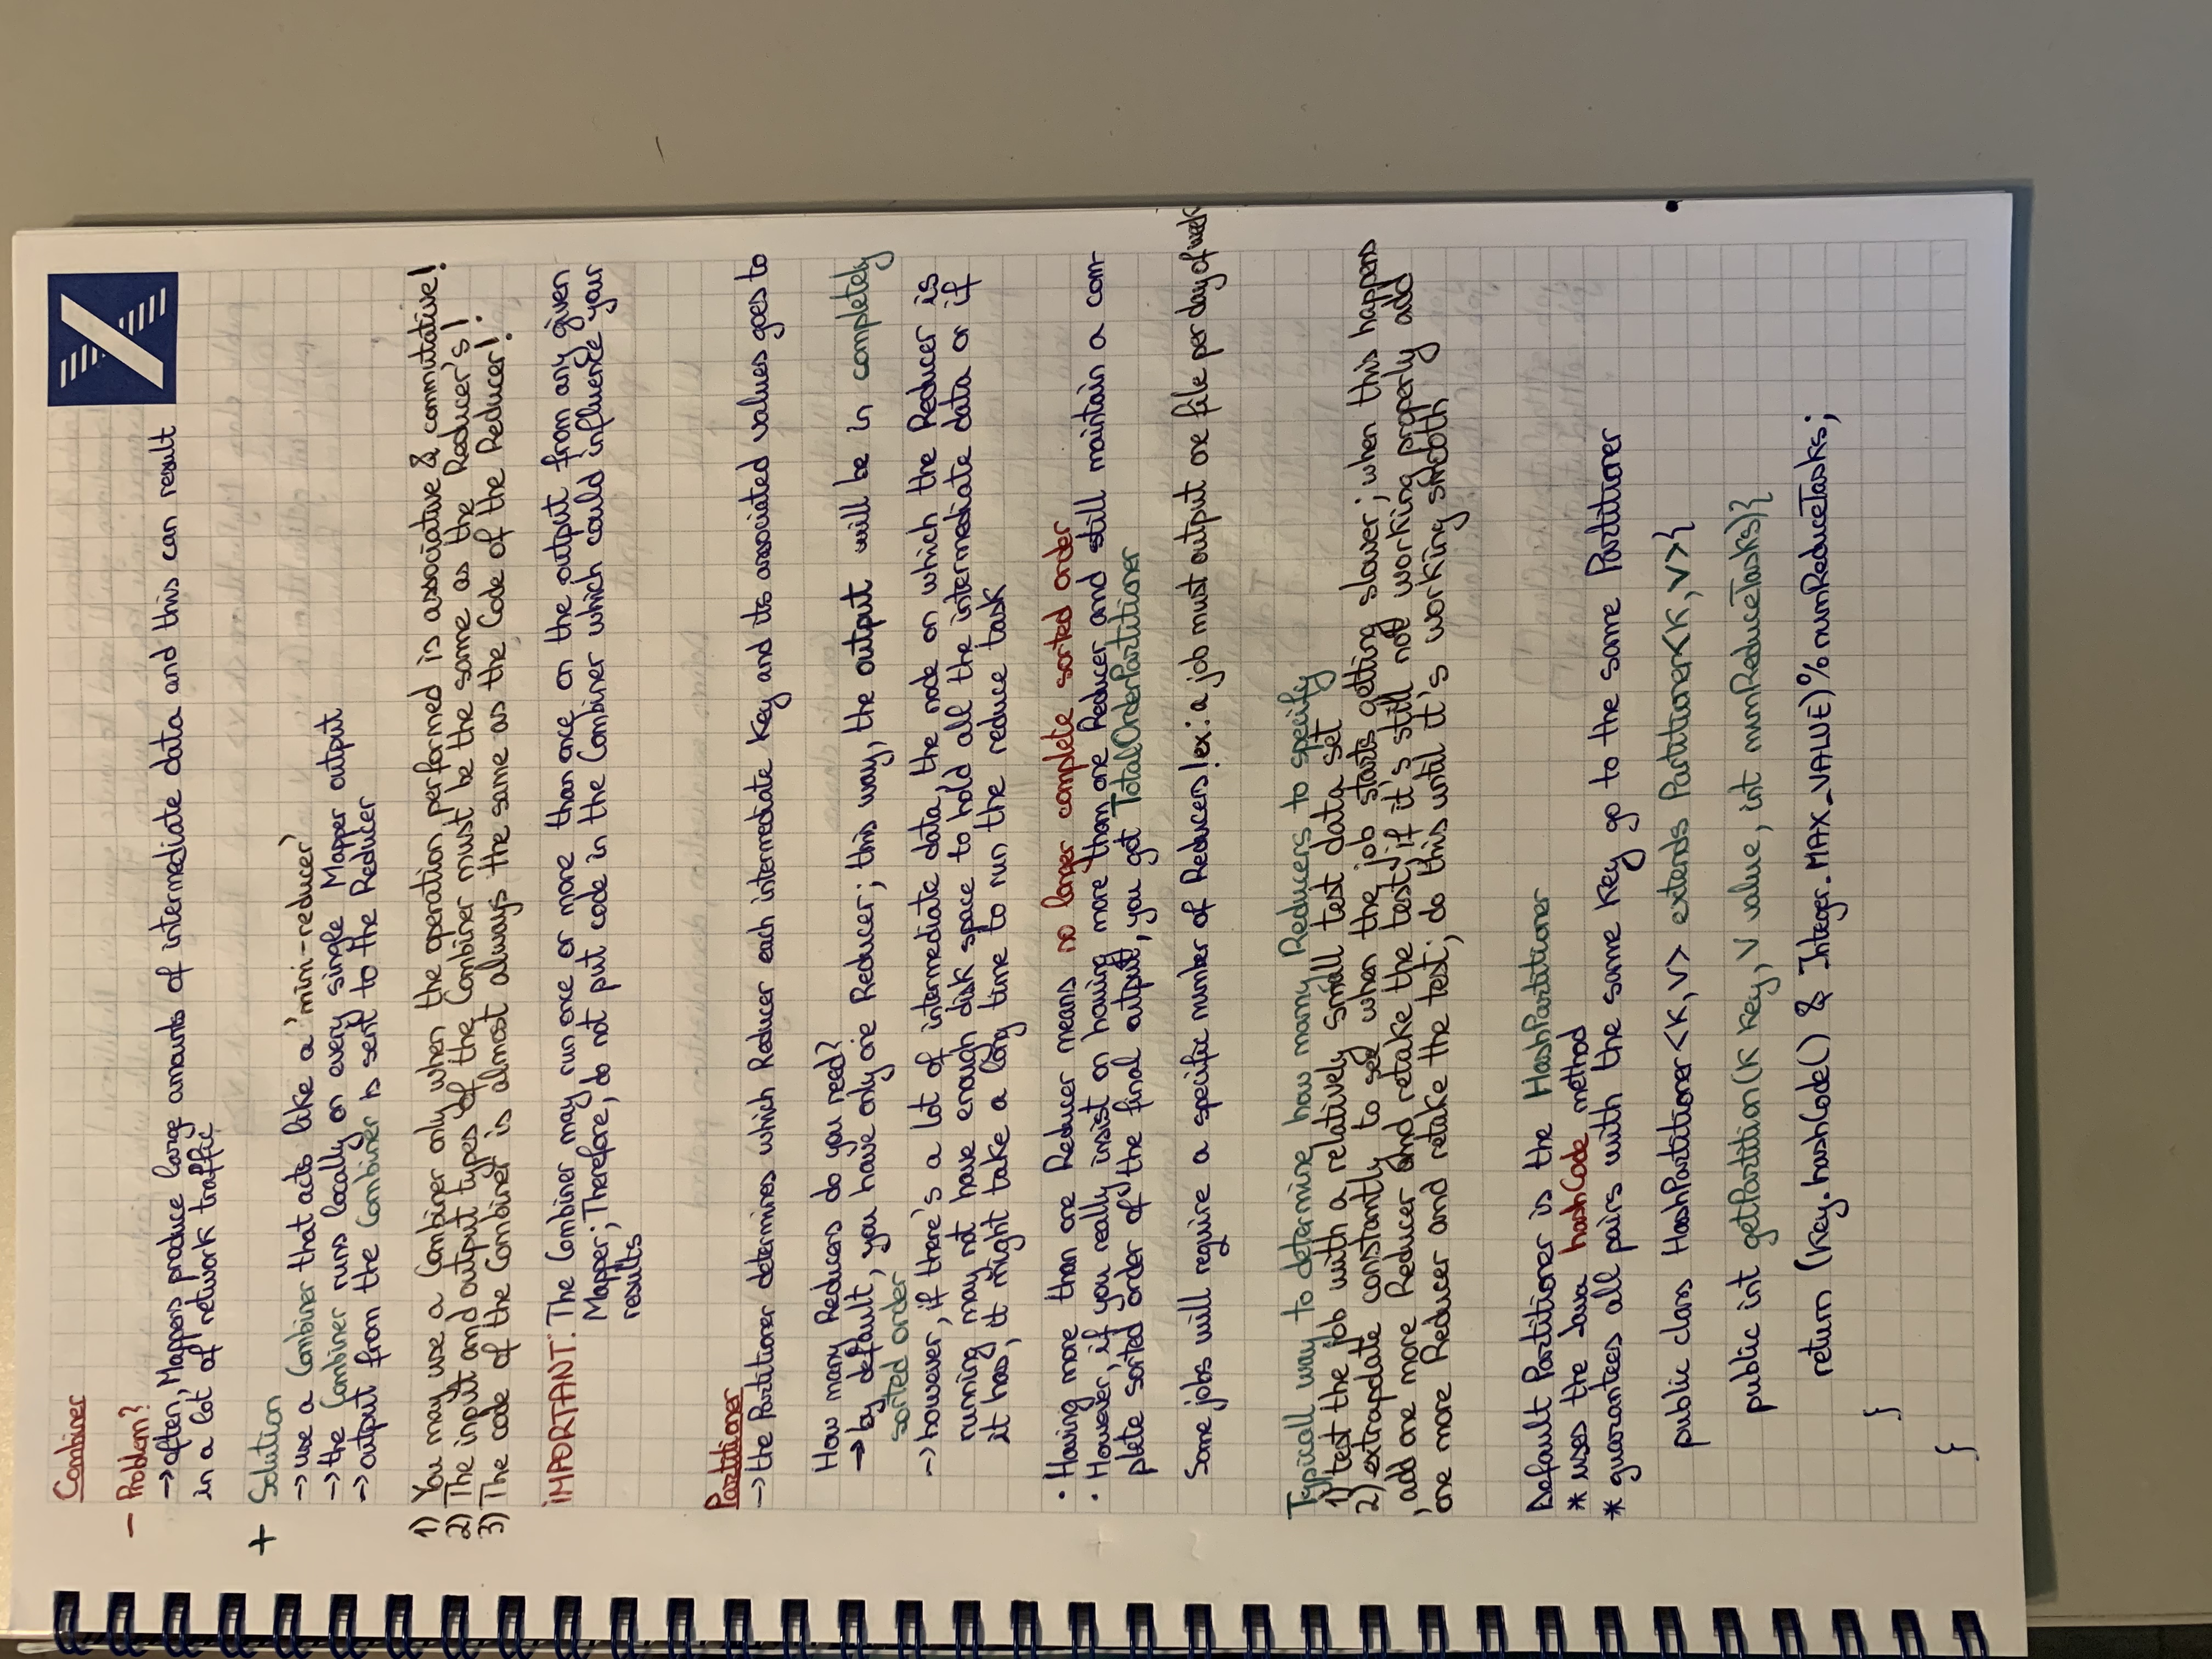 Combiner
- Problem?
→ often, Mappers produce large amounts of intermediate data and this can result
in a lot of network traffic
+ Solution
→ use a Combiner that acts like a 'mini-reducer'
→ the Combiner runs locally on every single Mapper output
→ output from the Combiner is sent to the Reducer
1) You may use a Combiner only when the operation performed is associative & commutative!
2) The input and output types of the Combiner must be the same as the Reducer's!
3) The code of the Combiner is almost always the same as the Code of the Reducer!
IMPORTANT: The Combiner may run once or more than once on the output from any given
Mapper; Therefore, do not put code in the Combiner which could influence your
results
Partitioner
→ the Partitioner determines which Reducer each intermediate Key and its associated values goes to
How many Reducers do you need?
→ by default, you have only one Reducer; this way, the output will be in completely
sorted order
→ however, if there's a lot of intermediate data, the node on which the Reducer is
running may not have enough disk space to hold all the intermediate data or if
it has, it might take a long time to run the reduce task
• Having more than one Reducer means no longer complete sorted order
• However, if you really insist on having more than one Reducer and still maintain a com-
plete sorted order of the final output, you got TotalOrderPartitioner
Some jobs will require a specific number of Reducers! ex: a job must output one file per day of week
Typicall way to determine how many Reducers to specify
1) test the job with a relatively small test data set
2) extrapolate constantly to see when the job starts getting slower; when this happens
, add one more Reducer and retake the test; if it's still not working properly add
one more Reducer and retake the test; do this until it's working smooth
Default Partitioner is the HashPartitioner
* uses the Java hashCode method
* guarantees all pairs with the same Key go to the same Partitioner
public class HashPartitioner<K,V> extends Partitioner<K,V>{
public int getPartition(K key, V value, int numReduceTasks){
return (key.hashCode() & Integer.MAX_VALUE)%numReduceTasks;
}
}